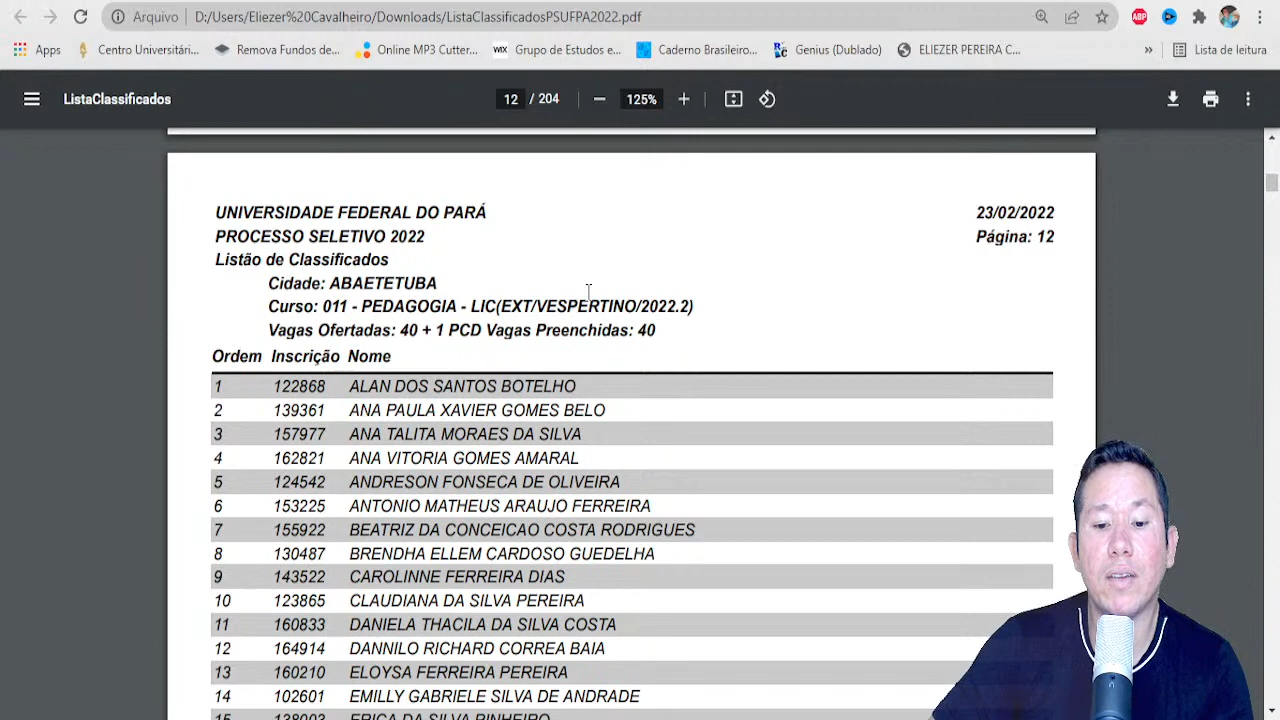 Arquivo D:/Users/Eliezer%20Cavalheiro/Downloads/ListaClassificadosPSUFPA2022.pdf
ABP
Apps Centro Universitári... Remova Fundos de... Online MP3 Cutter... WIX Grupo de Estudos e... Caderno Brasileiro... Genius (Dublado) ELIEZER PEREIRA C... » Lista de leitura
ListaClassificados 12 / 204 125%
UNIVERSIDADE FEDERAL DO PARÁ 23/02/2022
PROCESSO SELETIVO 2022 Página: 12
Listão de Classificados
Cidade: ABAETETUBA
Curso: 011 - PEDAGOGIA - LIC(EXT/VESPERTINO/2022.2)
Vagas Ofertadas: 40 + 1 PCD Vagas Preenchidas: 40
Ordem Inscrição Nome
1 122868 ALAN DOS SANTOS BOTELHO
2 139361 ANA PAULA XAVIER GOMES BELO
3 157977 ANA TALITA MORAES DA SILVA
4 162821 ANA VITORIA GOMES AMARAL
5 124542 ANDRESON FONSECA DE OLIVEIRA
6 153225 ANTONIO MATHEUS ARAUJO FERREIRA
7 155922 BEATRIZ DA CONCEICAO COSTA RODRIGUES
8 130487 BRENDHA ELLEM CARDOSO GUEDELHA
9 143522 CAROLINNE FERREIRA DIAS
10 123865 CLAUDIANA DA SILVA PEREIRA
11 160833 DANIELA THACILA DA SILVA COSTA
12 164914 DANNILO RICHARD CORREA BAIA
13 160210 ELOYSA FERREIRA PEREIRA
14 102601 EMILLY GABRIELE SILVA DE ANDRADE
15 138003 ERICA DA SILVA PINHEIRO